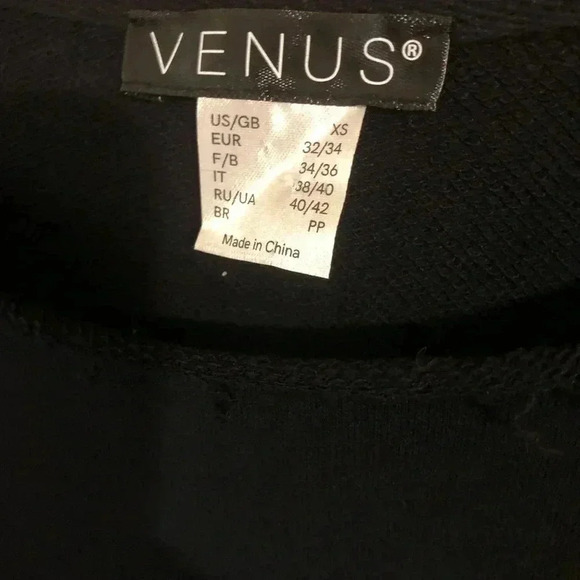 VENUS®
US/GB XS
EUR 32/34
F/B 34/36
IT 38/40
RU/UA 40/42
BR PP
Made in China